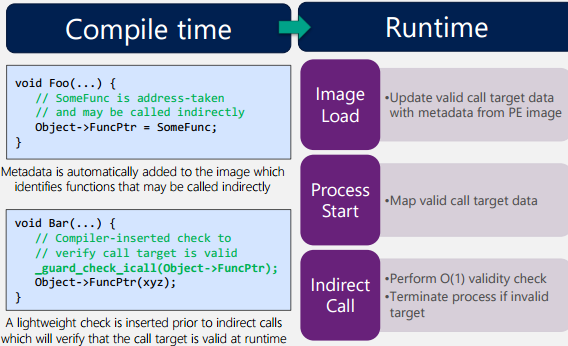 Compile time
void Foo(...) {
// SomeFunc is address-taken
// and may be called indirectly
Object->FuncPtr = SomeFunc;
}
Metadata is automatically added to the image which
identifies functions that may be called indirectly
void Bar(...) {
// Compiler-inserted check to
// verify call target is valid
_guard_check_icall(Object->FuncPtr);
Object->FuncPtr(xyz);
}
A lightweight check is inserted prior to indirect calls
which will verify that the call target is valid at runtime
Runtime
Image
Load
•Update valid call target data
with metadata from PE image
Process
Start
•Map valid call target data
Indirect
Call
•Perform O(1) validity check
•Terminate process if invalid
target